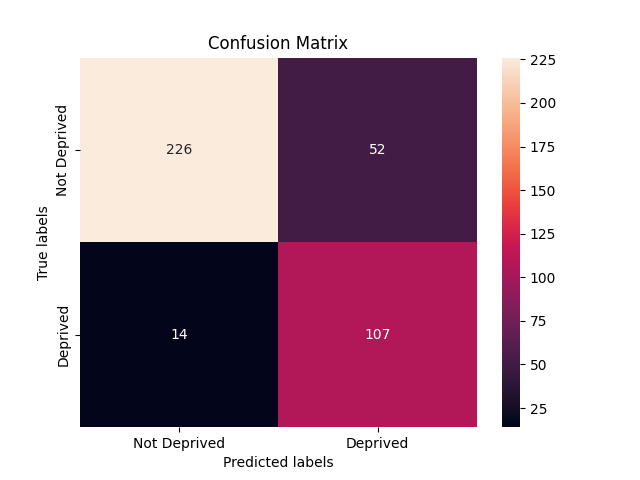 Confusion Matrix
True labels
Not Deprived
Deprived
226
52
14
107
Not Deprived
Deprived
Predicted labels
225
200
175
150
125
100
75
50
25